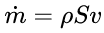 ṁ = ρSv